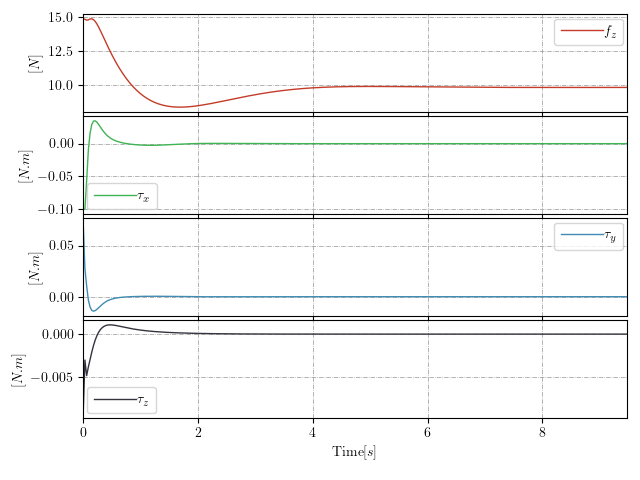 15.0
12.5
10.0
[N]
f_z
0.00
−0.05
−0.10
[N.m]
τ_x
0.05
0.00
[N.m]
τ_y
0.000
−0.005
[N.m]
τ_z
0 2 4 6 8
Time[s]